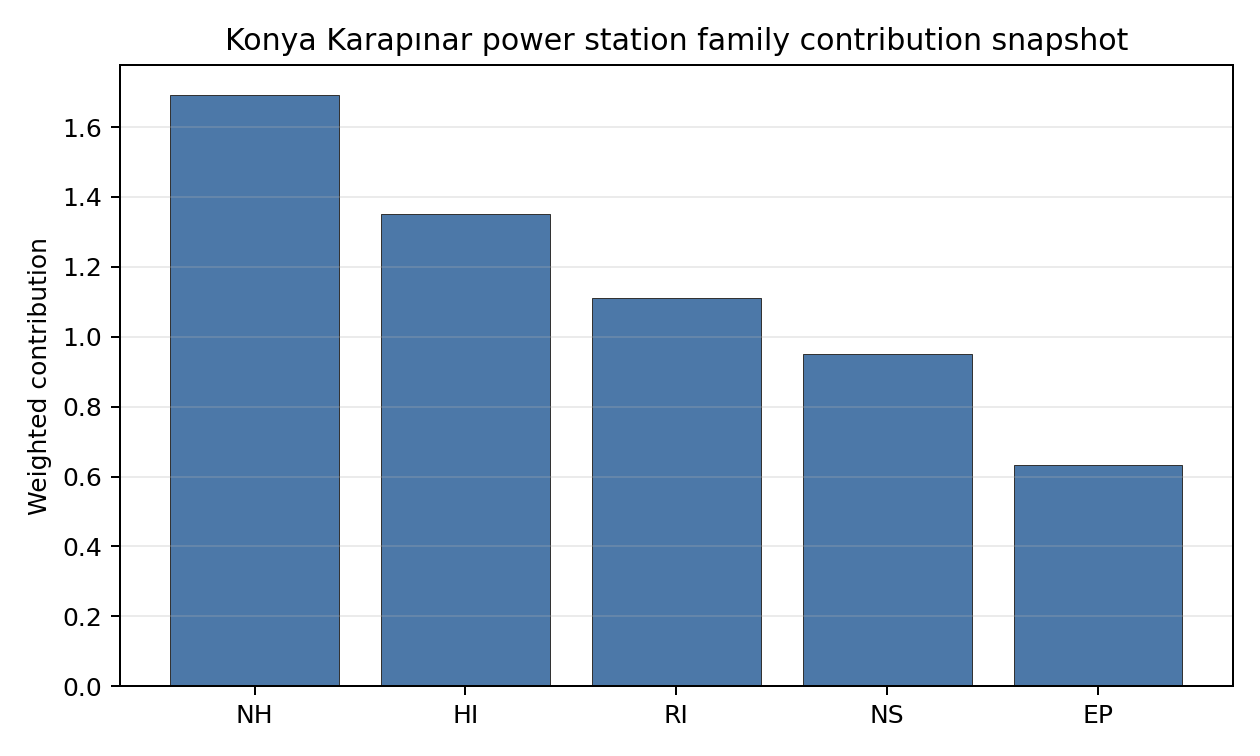 Konya Karapınar power station family contribution snapshot
Weighted contribution
1.6
1.4
1.2
1.0
0.8
0.6
0.4
0.2
0.0
NH
HI
RI
NS
EP